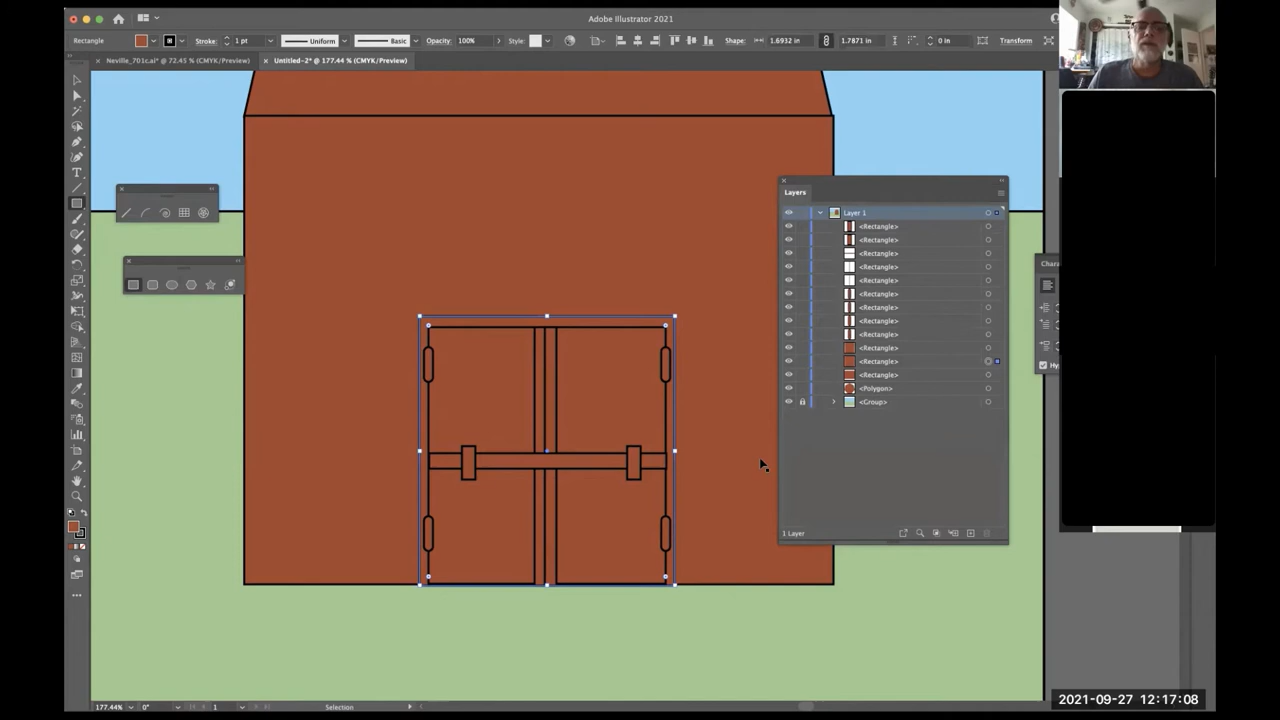 Adobe Illustrator 2021
Rectangle Stroke: 1 pt Uniform Basic Opacity: 100% Style: Shape: 1.6932 in 1.7871 in 0 in Transform
× Neville_701c.ai* @ 72.45 % (CMYK/Preview) × Untitled-2* @ 177.44 % (CMYK/Preview)
Layers
Layer 1
<Rectangle>
<Rectangle>
<Rectangle>
<Rectangle>
<Rectangle>
<Rectangle>
<Rectangle>
<Rectangle>
<Rectangle>
<Rectangle>
<Rectangle>
<Rectangle>
<Polygon>
<Group>
1 Layer
Chara
Hy
177.44% 0° 1 Selection
2021-09-27 12:17:08